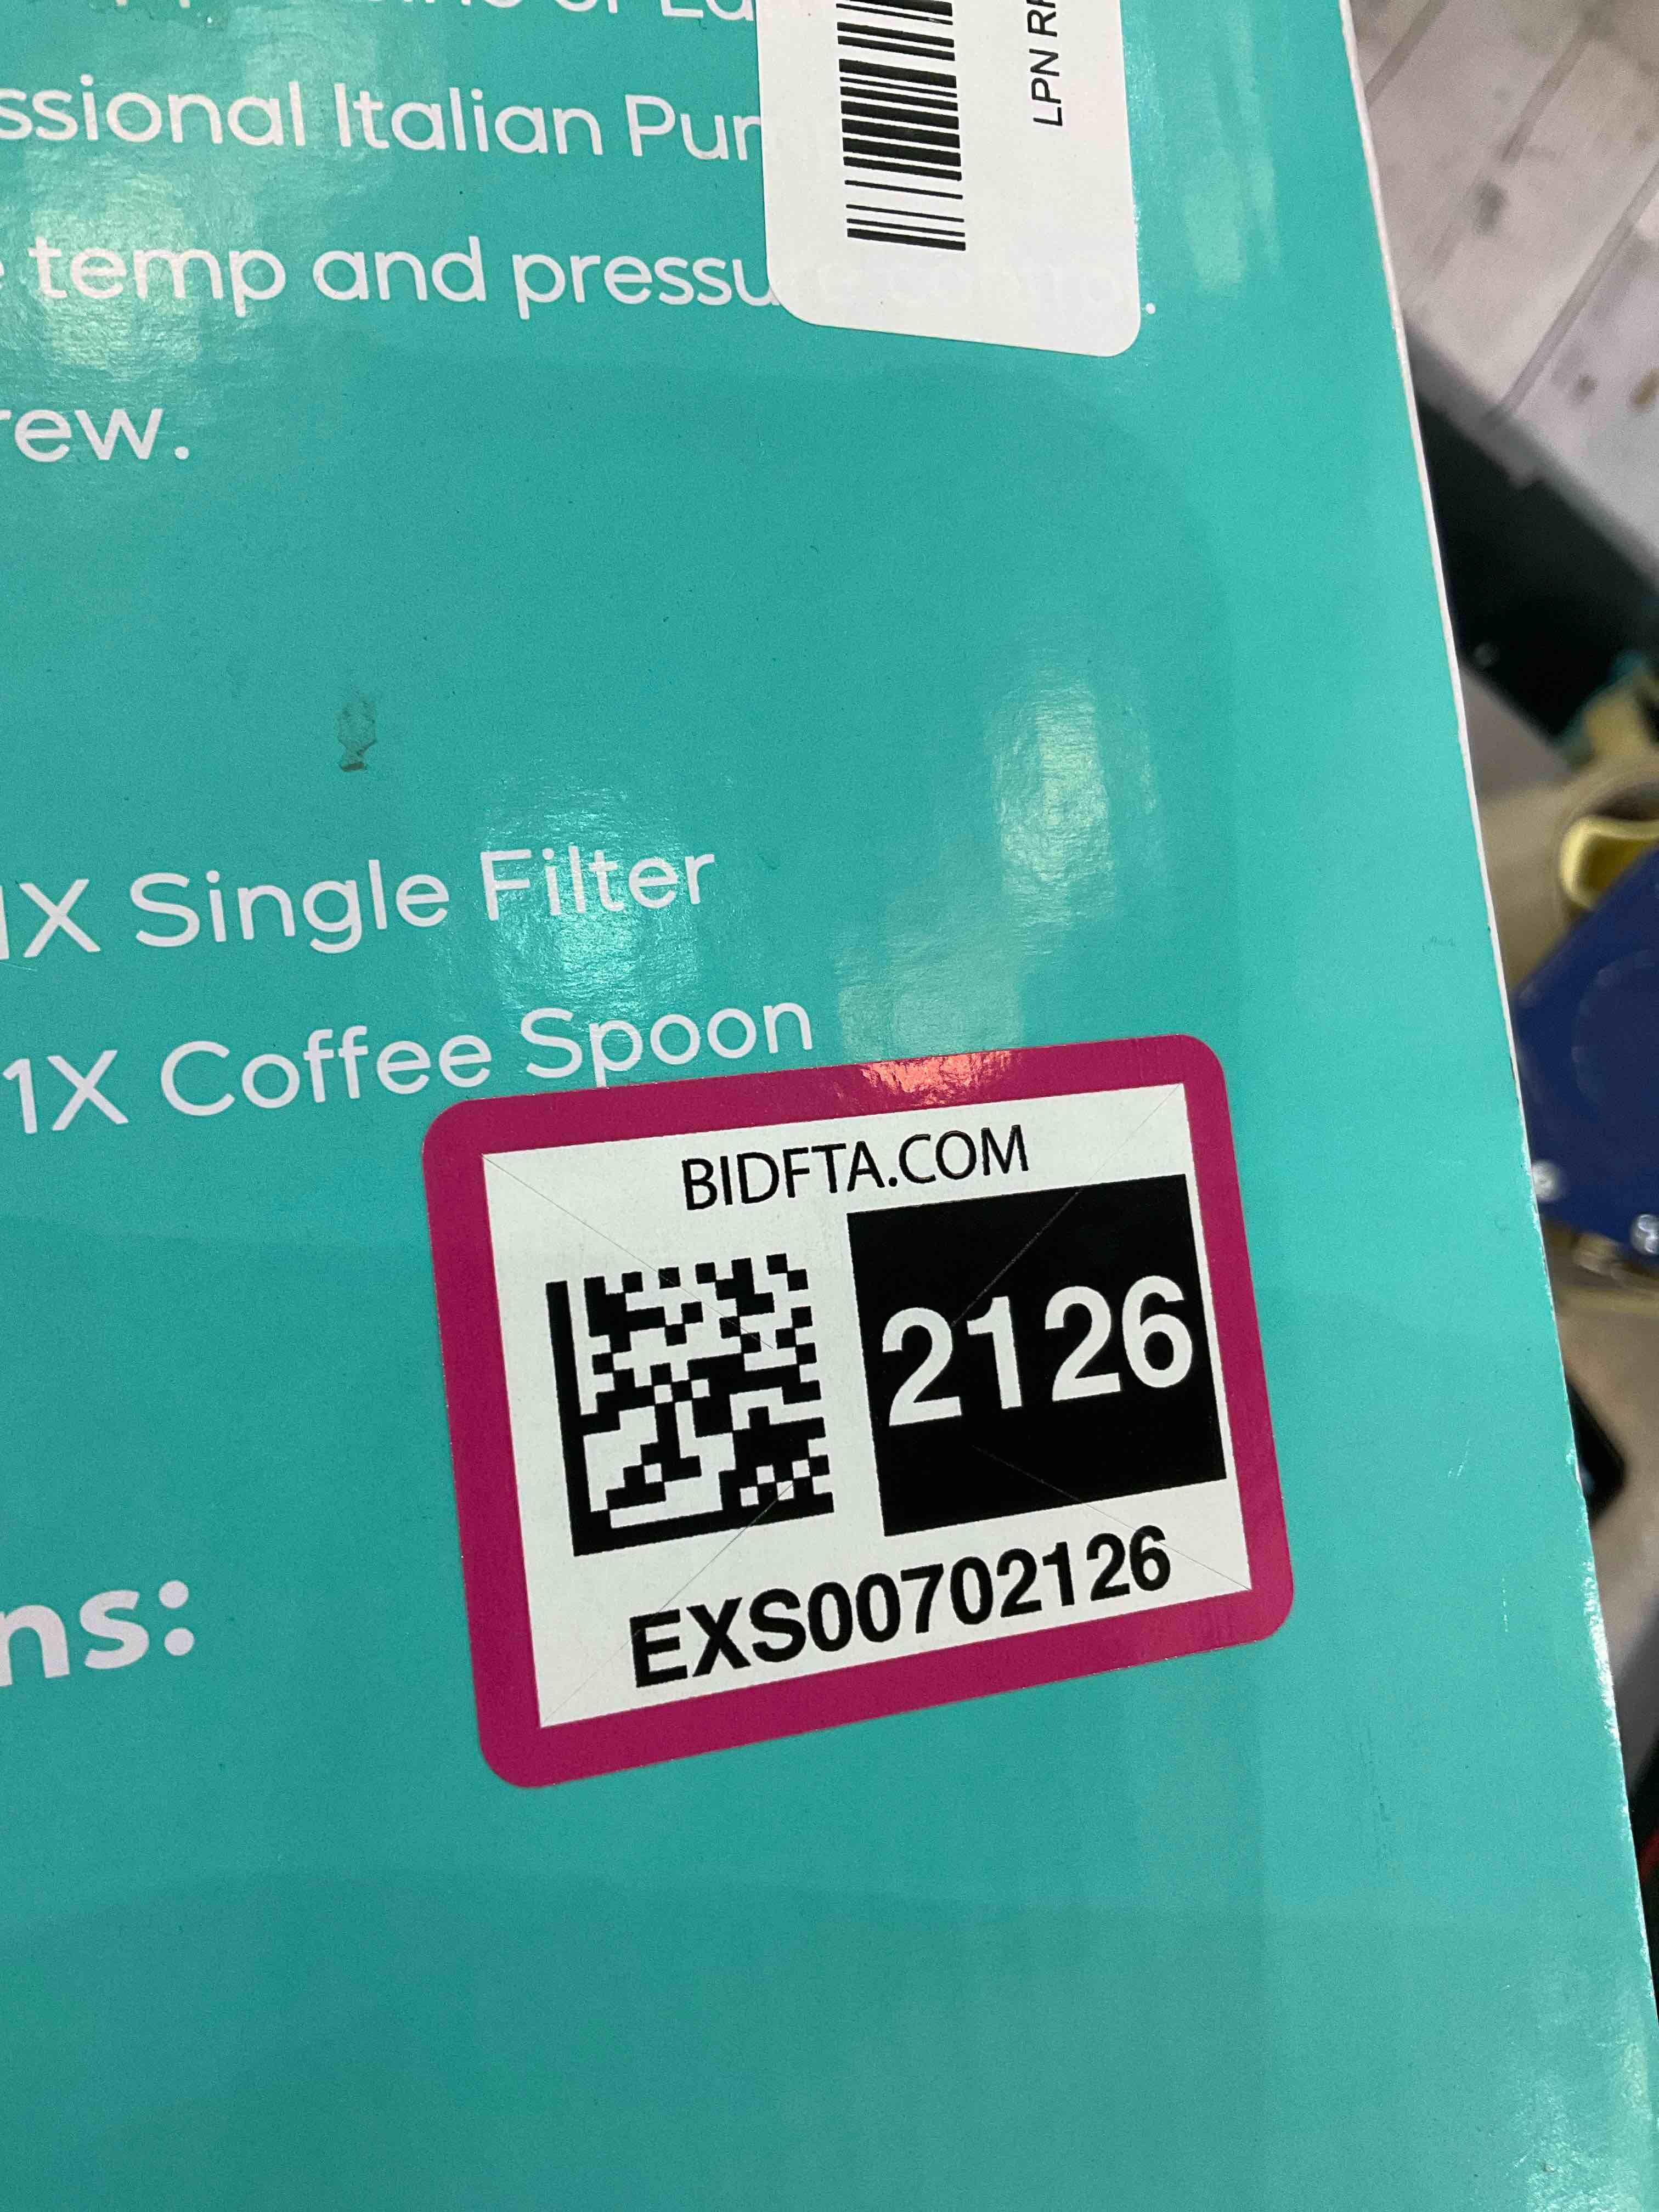 ssional Italian Pur
temp and pressu
rew.
LPN
1X Single Filter
1X Coffee Spoon
BIDFTA.COM
2126
EXS00702126
ns: